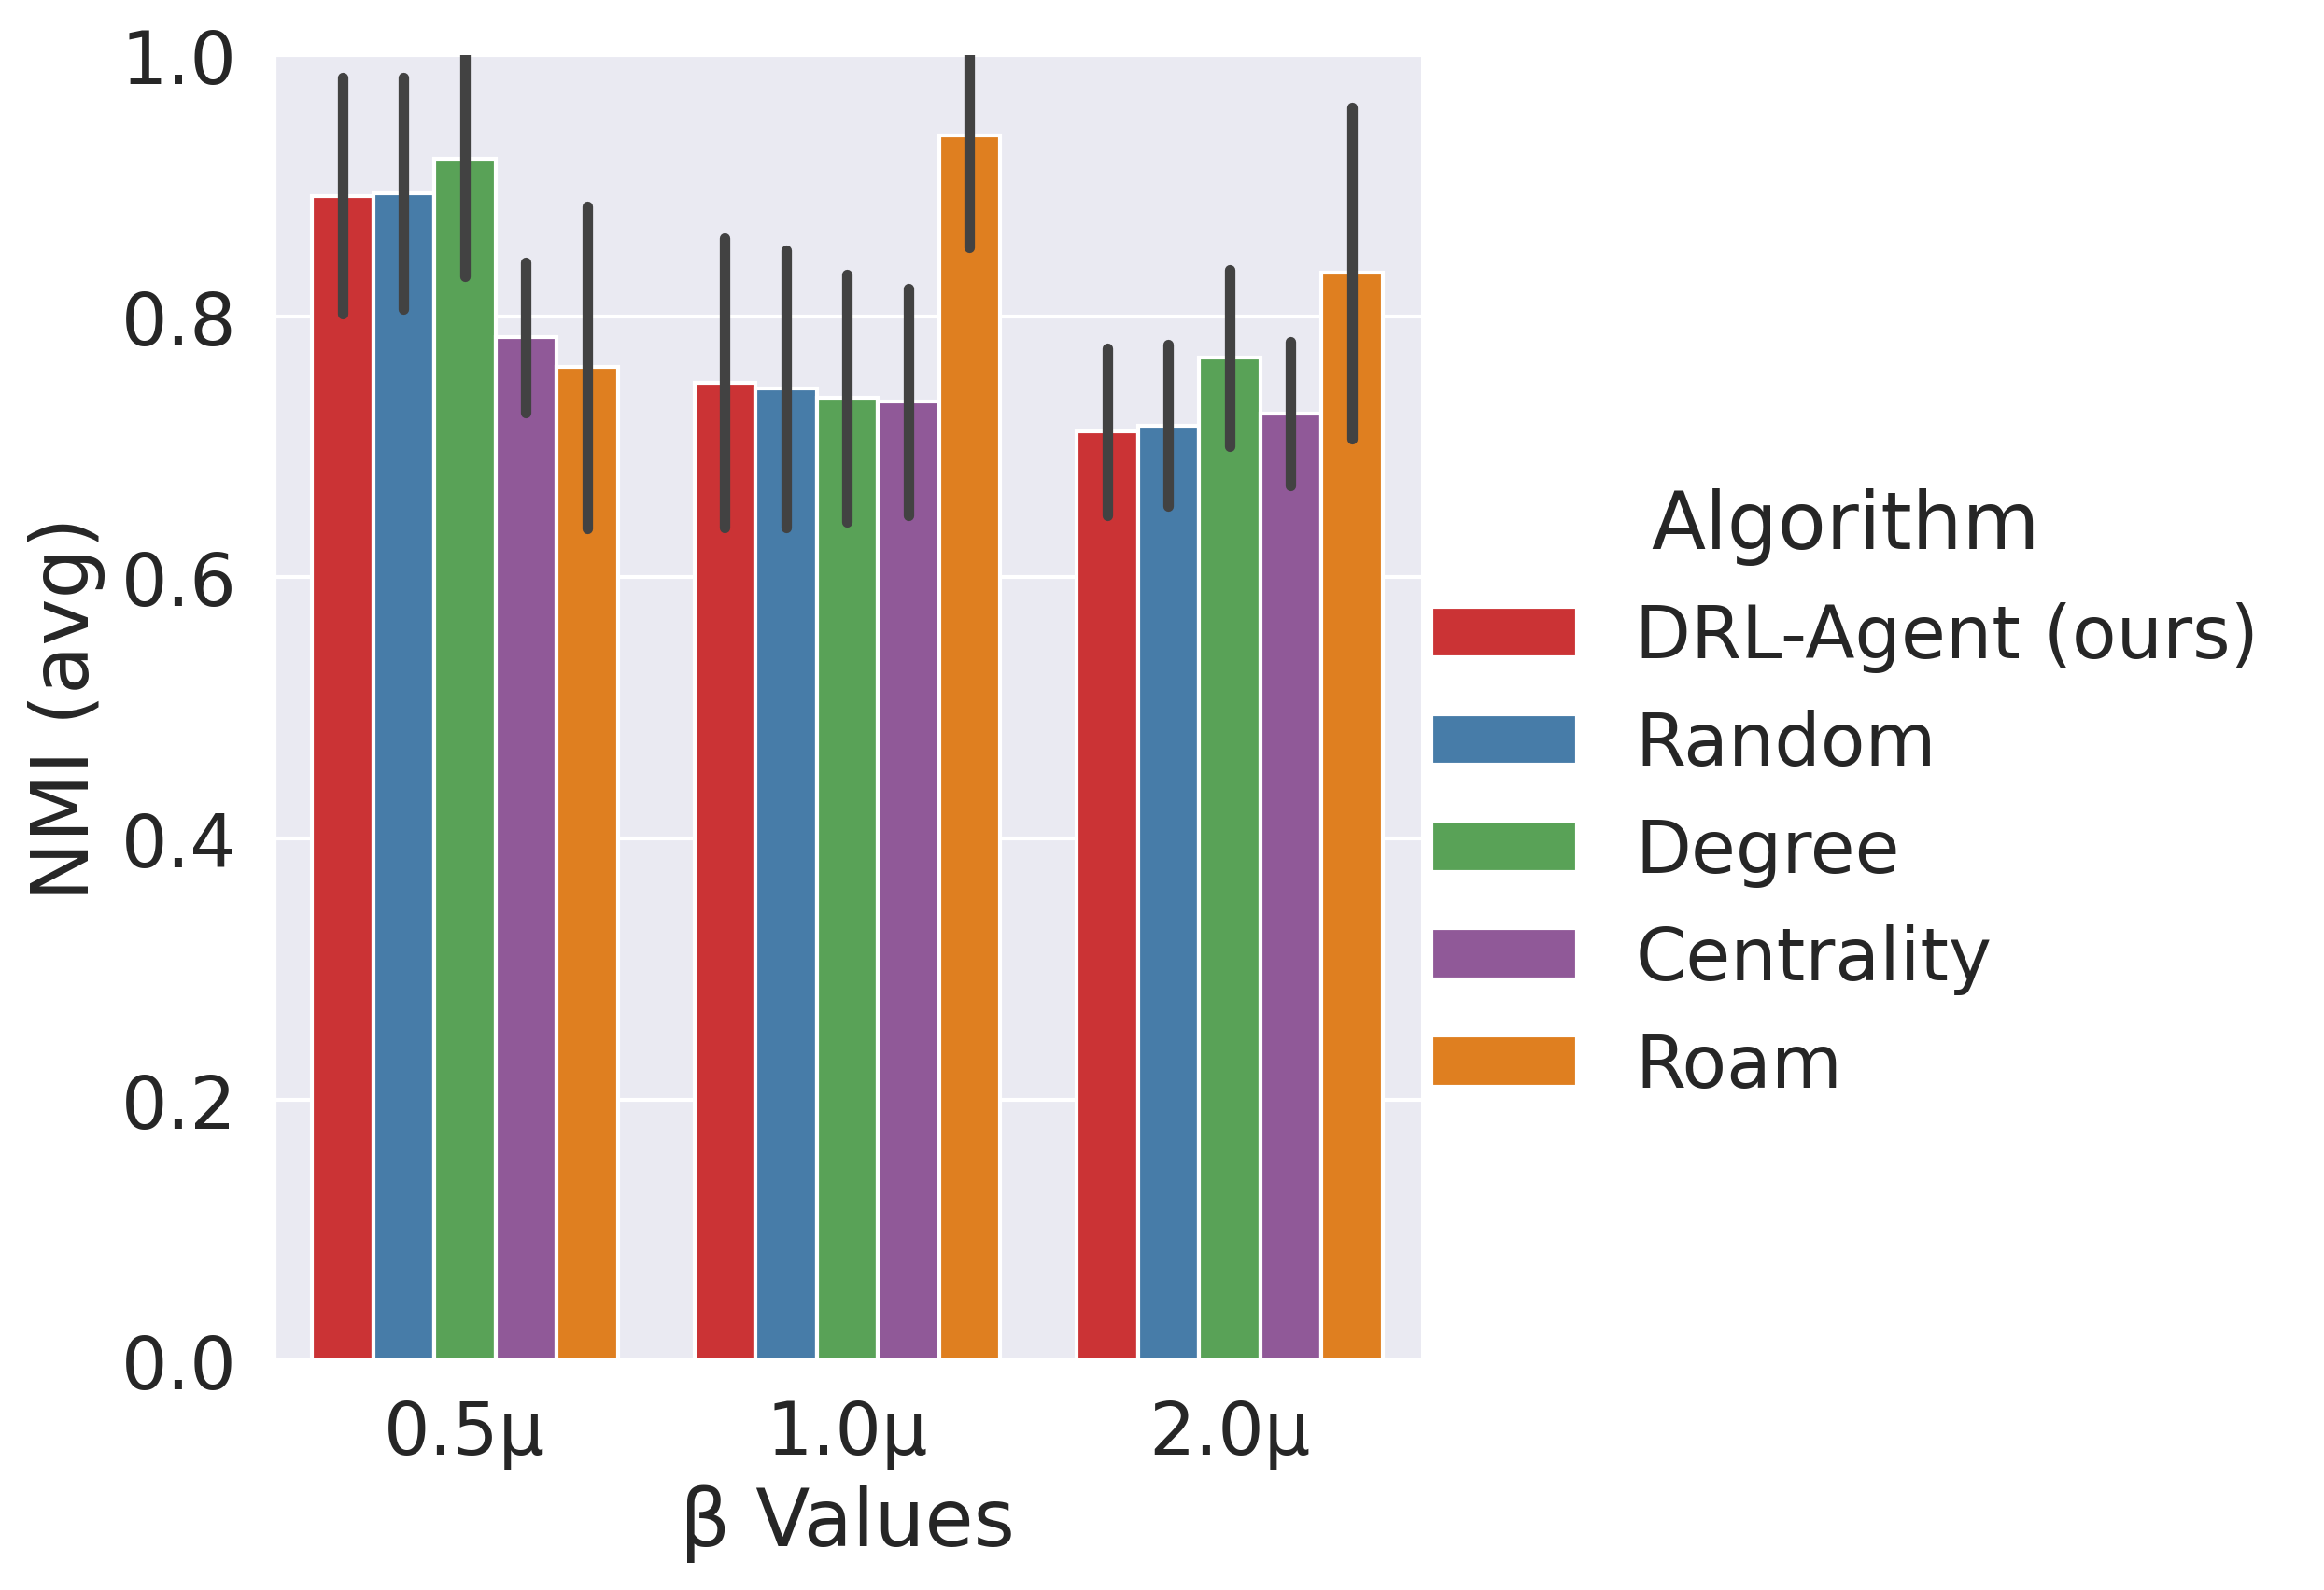 1.0
0.8
0.6
0.4
0.2
0.0
NMI (avg)
0.5μ 1.0μ 2.0μ
β Values
Algorithm
DRL-Agent (ours)
Random
Degree
Centrality
Roam